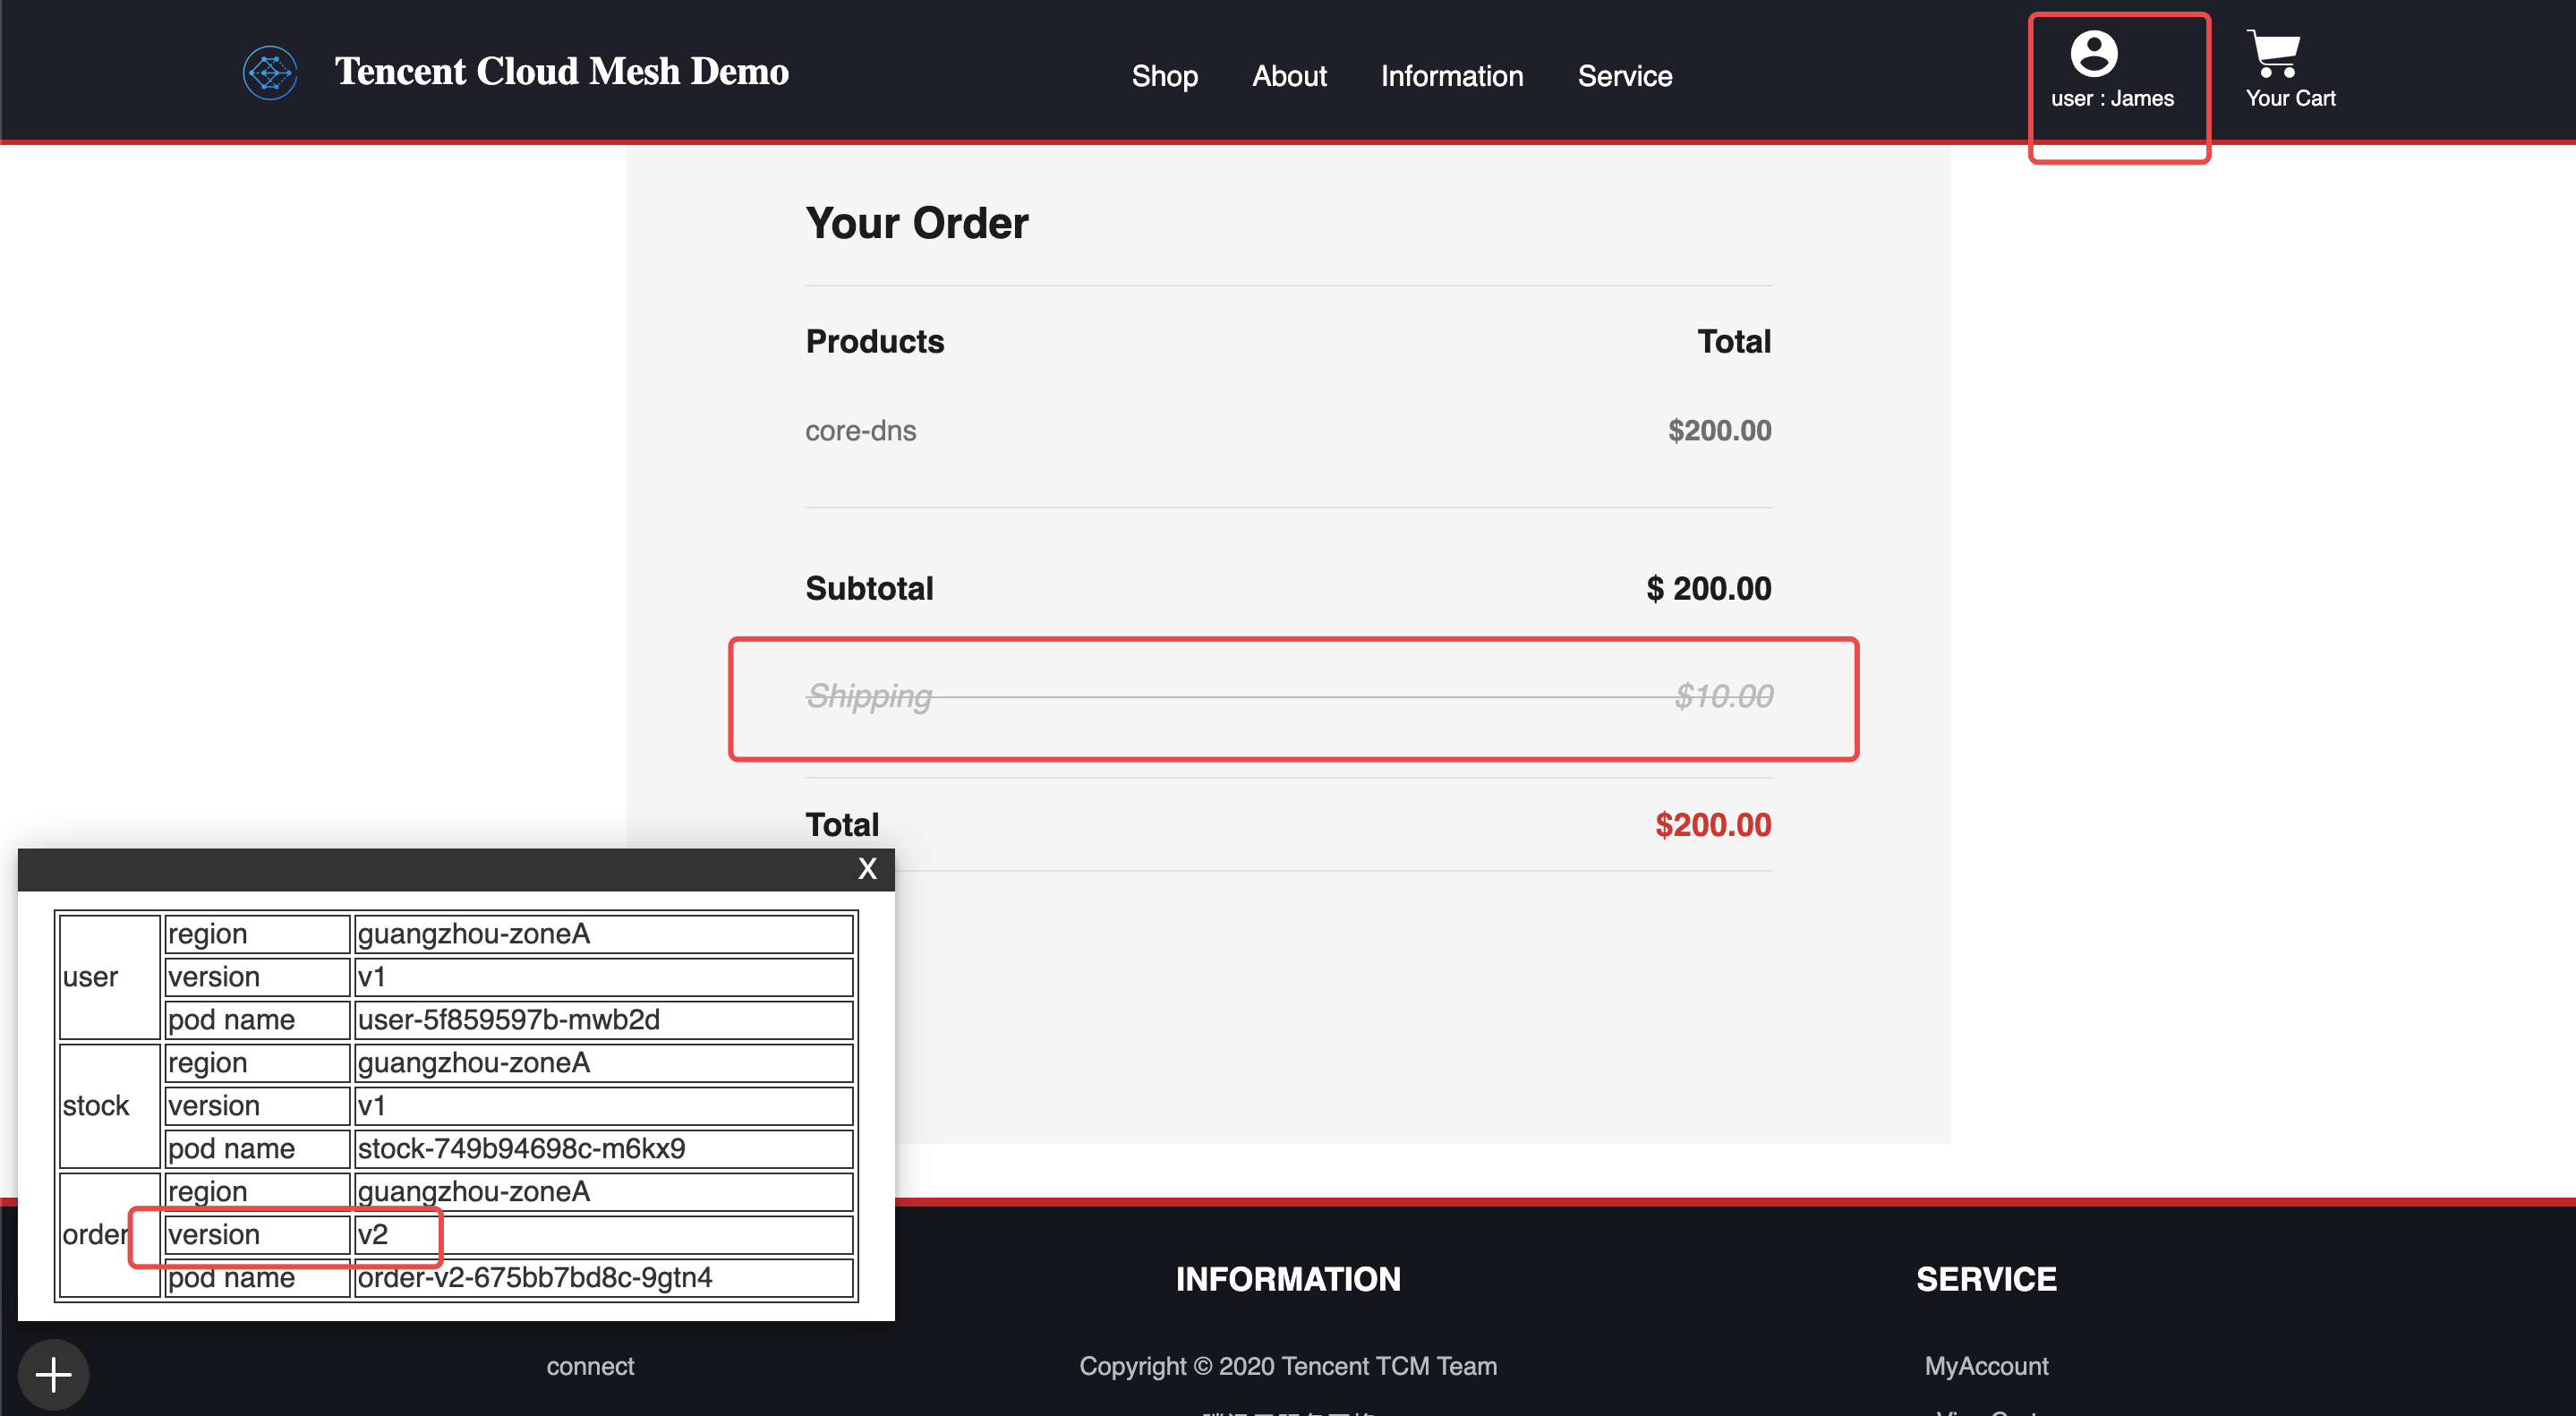 Tencent Cloud Mesh Demo
Shop About Information Service
user : James
Your Cart
Your Order
Products Total
core-dns $200.00
Subtotal $ 200.00
Shipping $10.00
Total $200.00
X
user
region guangzhou-zoneA
version v1
pod name user-5f859597b-mwb2d
stock
region guangzhou-zoneA
version v1
pod name stock-749b94698c-m6kx9
order
region guangzhou-zoneA
version v2
pod name order-v2-675bb7bd8c-9gtn4
INFORMATION SERVICE
connect Copyright © 2020 Tencent TCM Team MyAccount